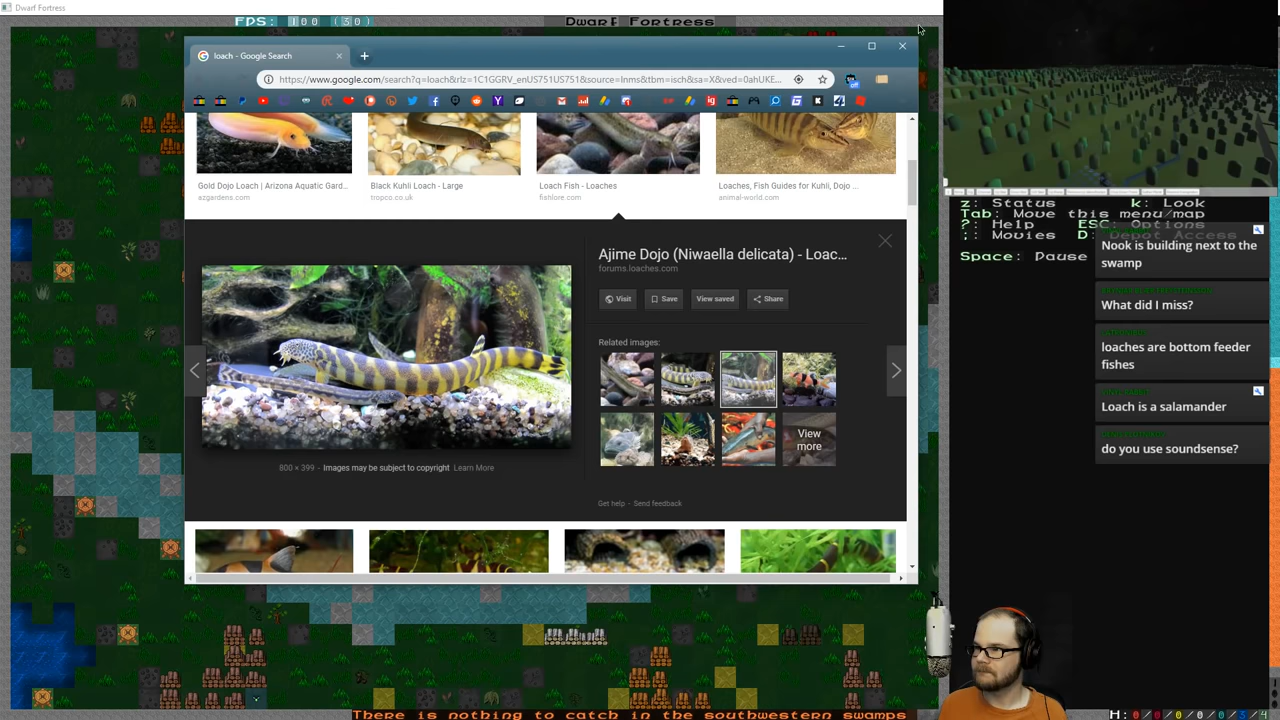 Dwarf Fortress
FPS: 100 (50)
Dwarf Fortress
loach - Google Search
https://www.google.com/search?q=loach&rlz=1C1GGRV_enUS751US751&source=lnms&tbm=isch&sa=X&ved=0ahUKE...
Gold Dojo Loach | Arizona Aquatic Gard...
azgardens.com
Black Kuhli Loach - Large
tropco.co.uk
Loach Fish - Loaches
fishlore.com
Loaches, Fish Guides for Kuhli, Dojo ...
animal-world.com
Ajime Dojo (Niwaella delicata) - Loac...
forums.loaches.com
Visit
Save
View saved
Share
Related images:
View more
800 × 399 - Images may be subject to copyright Learn More
Get help - Send feedback
z: Status
k: Look
Tab: Move this menu/map
?: Help
ESC: Options
;: Movies
D: Depot Access
Space: Pause
Nook is building next to the
swamp
What did I miss?
loaches are bottom feeder
fishes
Loach is a salamander
do you use soundsense?
There is nothing to catch in the southwestern swamps